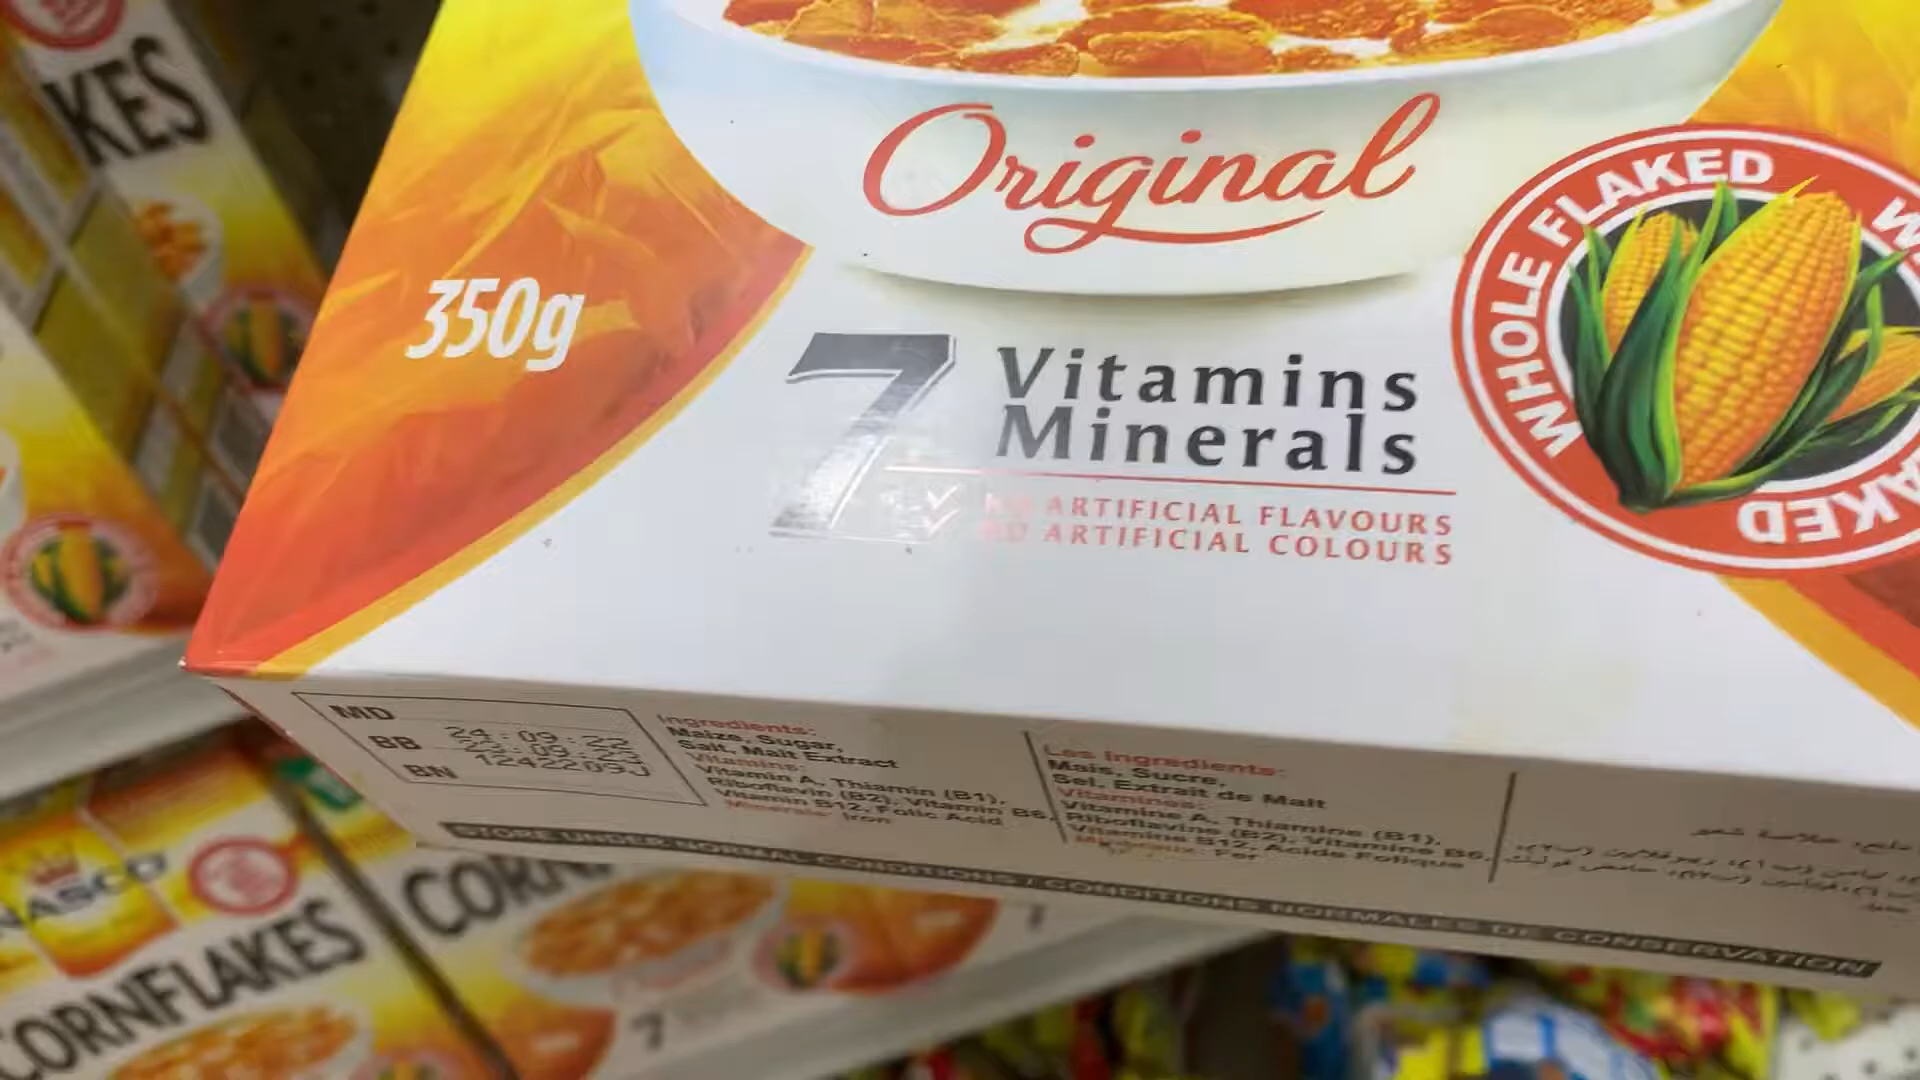 KES
Original
350g
WHOLE FLAKED
7
Vitamins
Minerals
NO ARTIFICIAL FLAVOURS
NO ARTIFICIAL COLOURS
MD 24:09:22
BB 23:09:23
BN 1242209J
Ingredients:
Maize, Sugar,
Salt, Malt Extract
Vitamins:
Vitamin A, Thiamin (B1),
Riboflavin (B2), Vitamin B6,
Vitamin B12, Folic Acid
Minerals: Iron
Les Ingredients:
Mais, Sucre,
Sel, Extrait de Malt
Vitamines:
Vitamine A, Thiamine (B1),
Riboflavine (B2), Vitamine B6,
Vitamine B12, Acide Folique
Mineraux: Fer
STORE UNDER NORMAL CONDITIONS / CONDITIONS NORMALES DE CONSERVATION
NASCO
CORNFLAKES
CORN
7